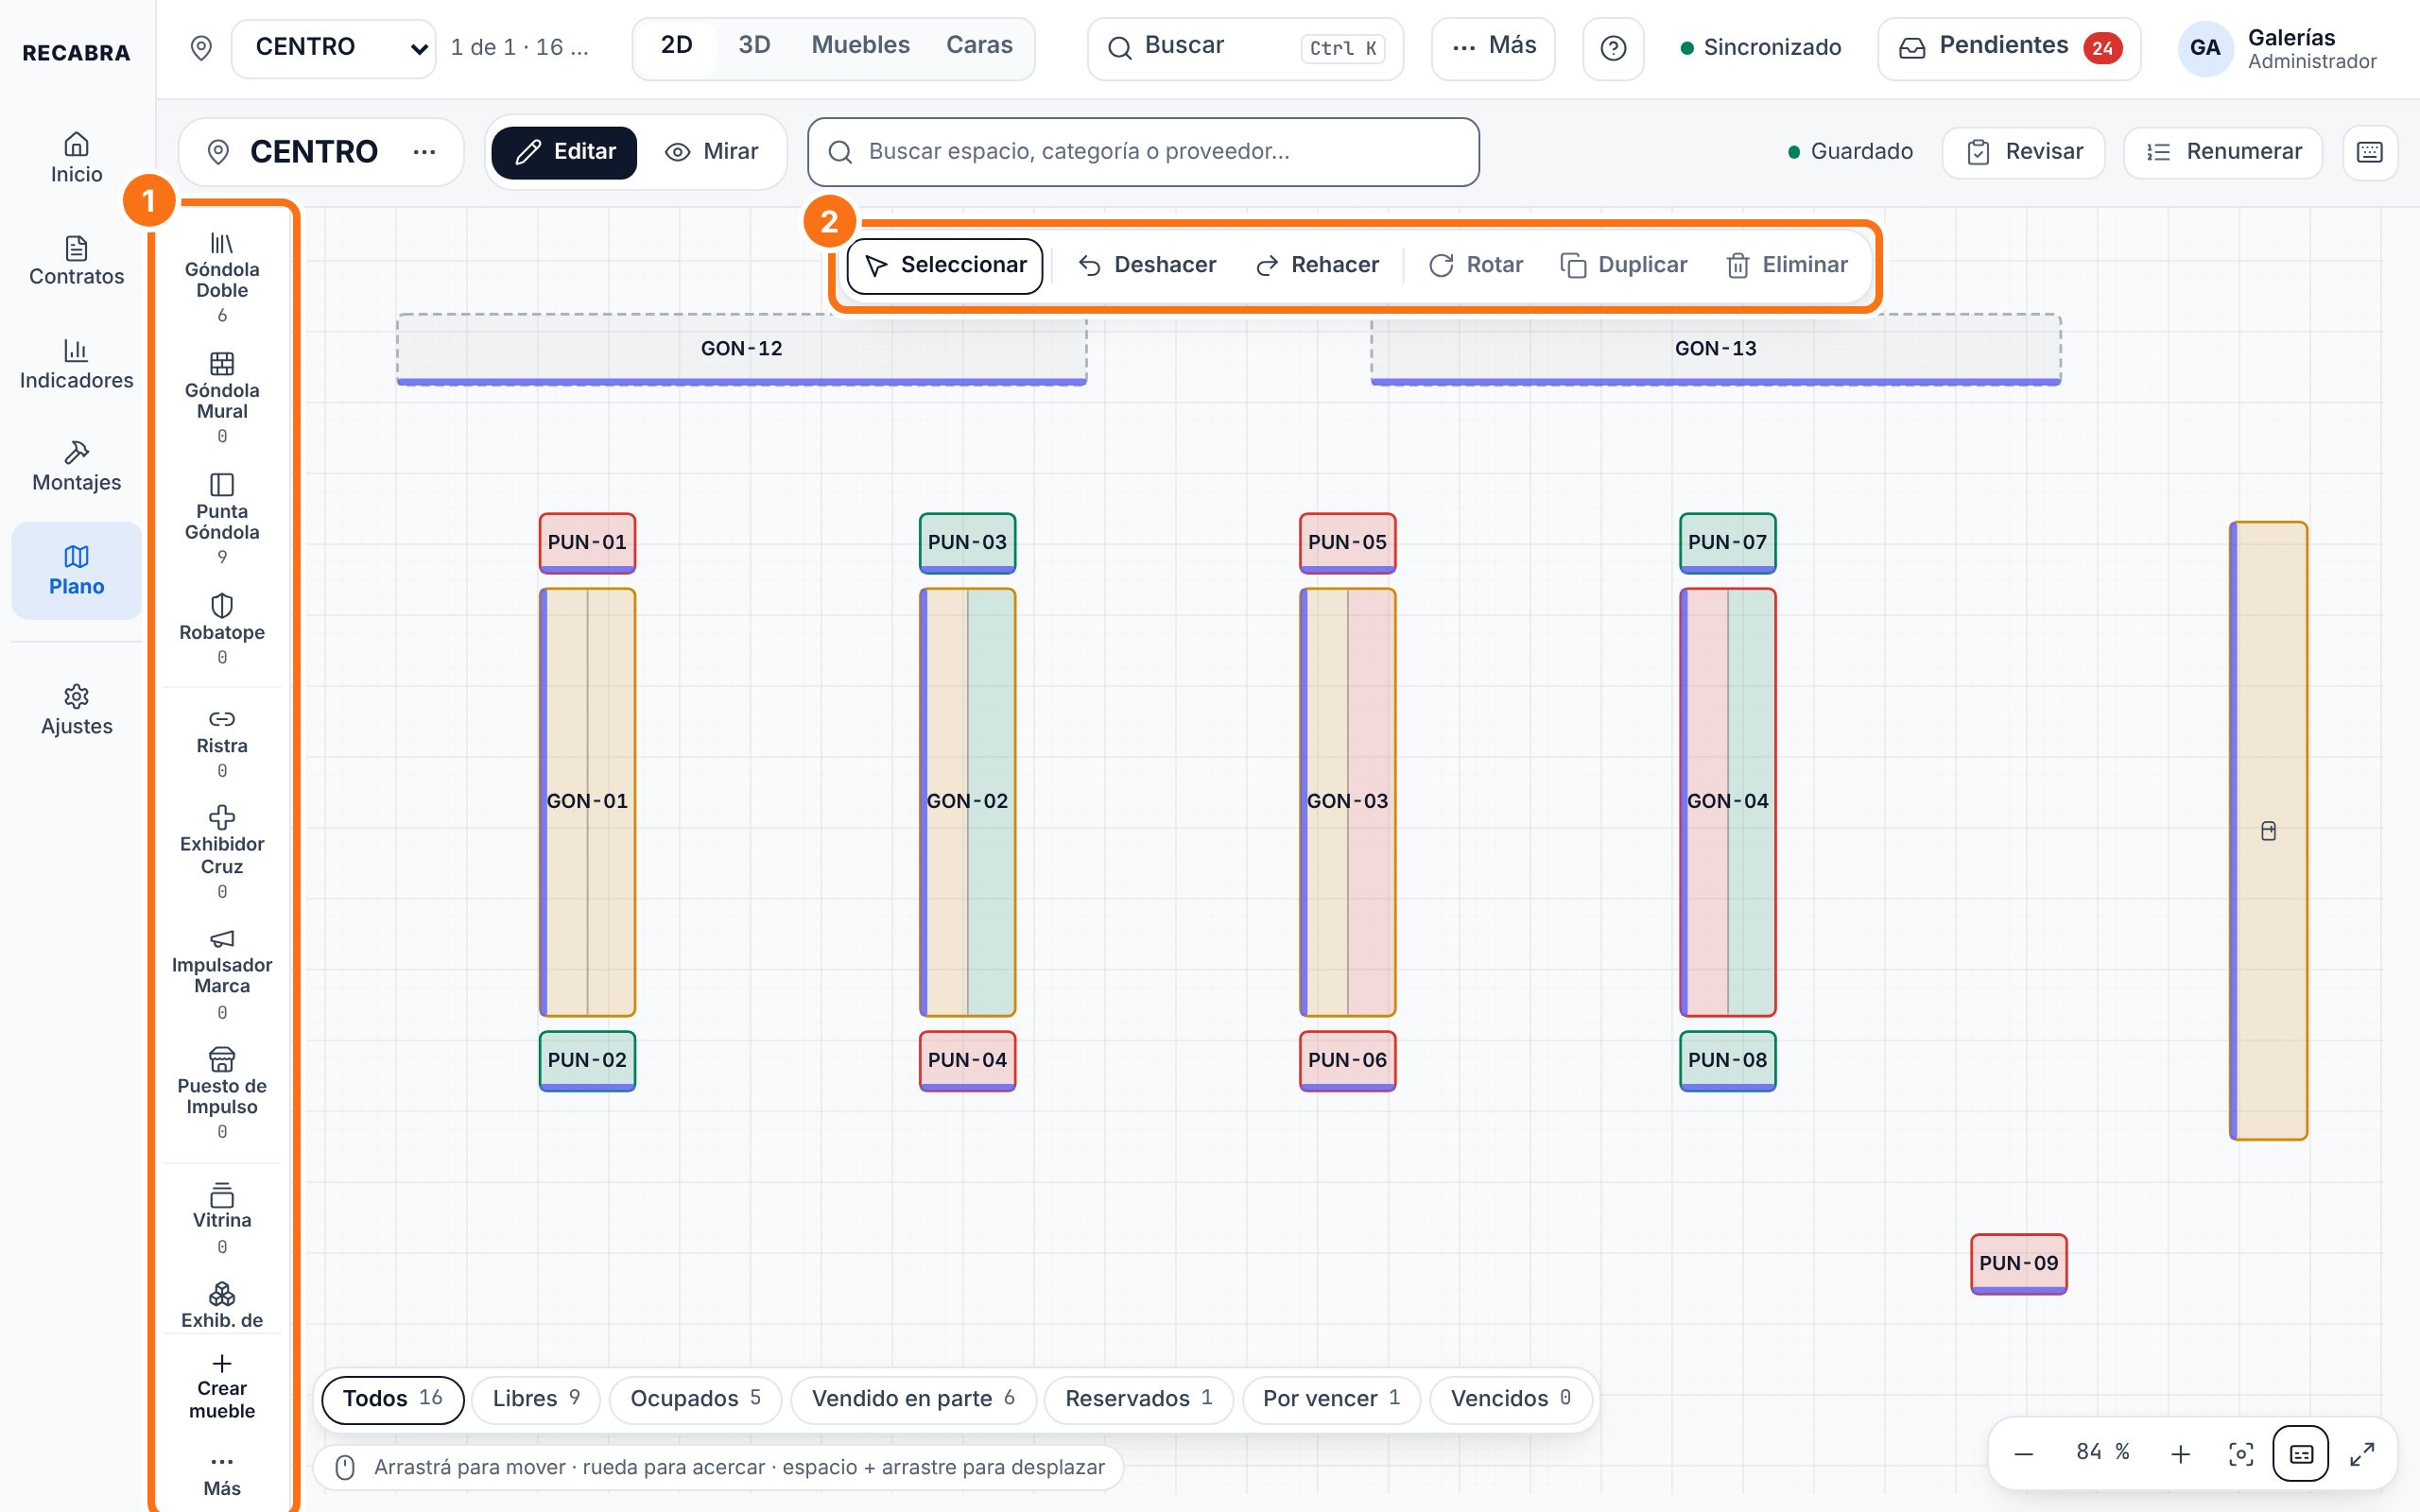 RECABRA
CENTRO
1 de 1 · 16 ...
2D
3D
Muebles
Caras
Buscar
Ctrl K
Más
Sincronizado
Pendientes
24
GA
Galerías
Administrador
CENTRO
Editar
Mirar
Buscar espacio, categoría o proveedor...
Guardado
Revisar
Renumerar
Inicio
Contratos
Indicadores
Montajes
Plano
Ajustes
1
Góndola
Doble
6
Góndola
Mural
0
Punta
Góndola
9
Robatope
0
Ristra
0
Exhibidor
Cruz
0
Impulsador
Marca
0
Puesto de
Impulso
0
Vitrina
0
Exhib. de
Crear
mueble
Más
2
Seleccionar
Deshacer
Rehacer
Rotar
Duplicar
Eliminar
GON-12
GON-13
PUN-01
PUN-03
PUN-05
PUN-07
GON-01
GON-02
GON-03
GON-04
PUN-02
PUN-04
PUN-06
PUN-08
PUN-09
Todos 16
Libres 9
Ocupados 5
Vendido en parte 6
Reservados 1
Por vencer 1
Vencidos 0
Arrastrá para mover · rueda para acercar · espacio + arrastre para desplazar
84 %